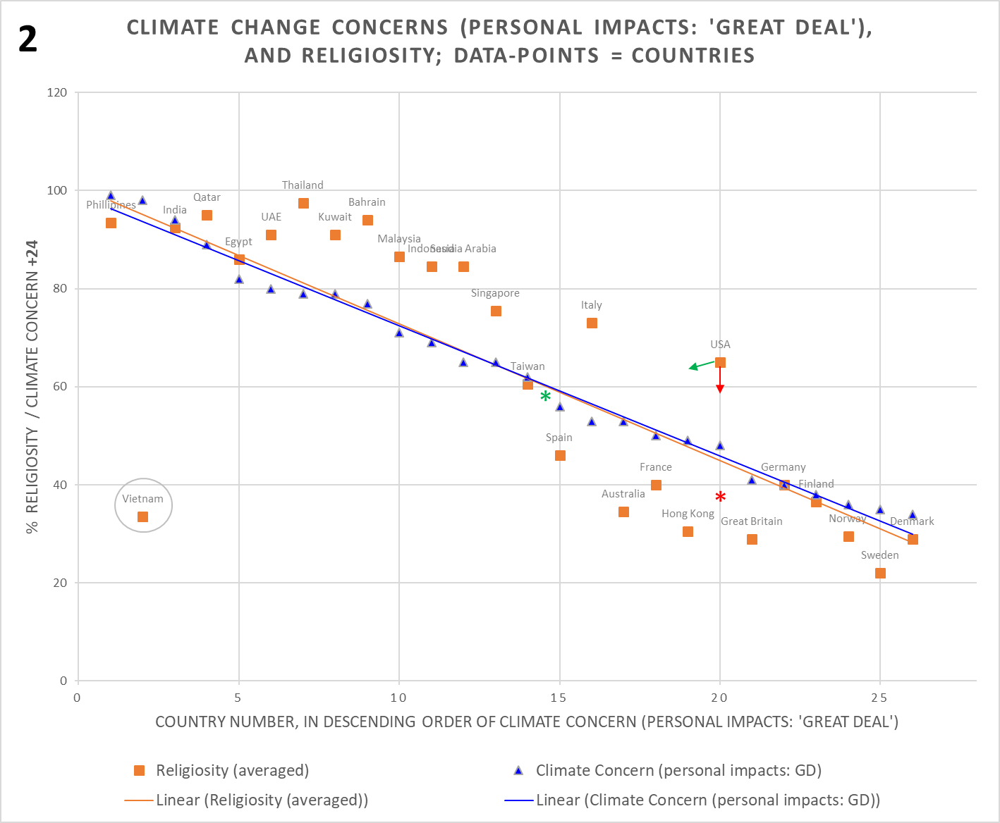 2
CLIMATE CHANGE CONCERNS (PERSONAL IMPACTS: 'GREAT DEAL'),
AND RELIGIOSITY; DATA-POINTS = COUNTRIES
% RELIGIOSITY / CLIMATE CONCERN +24
120
100
80
60
40
20
0
Phillipines
Vietnam
India
Qatar
Egypt
UAE
Thailand
Kuwait
Bahrain
Malaysia
Indonesia
Saudia Arabia
Singapore
Taiwan
*
Spain
Italy
Australia
France
Hong Kong
USA
*
Great Britain
Germany
Finland
Norway
Sweden
Denmark
0 5 10 15 20 25
COUNTRY NUMBER, IN DESCENDING ORDER OF CLIMATE CONCERN (PERSONAL IMPACTS: 'GREAT DEAL')
Religiosity (averaged)
Climate Concern (personal impacts: GD)
Linear (Religiosity (averaged))
Linear (Climate Concern (personal impacts: GD))